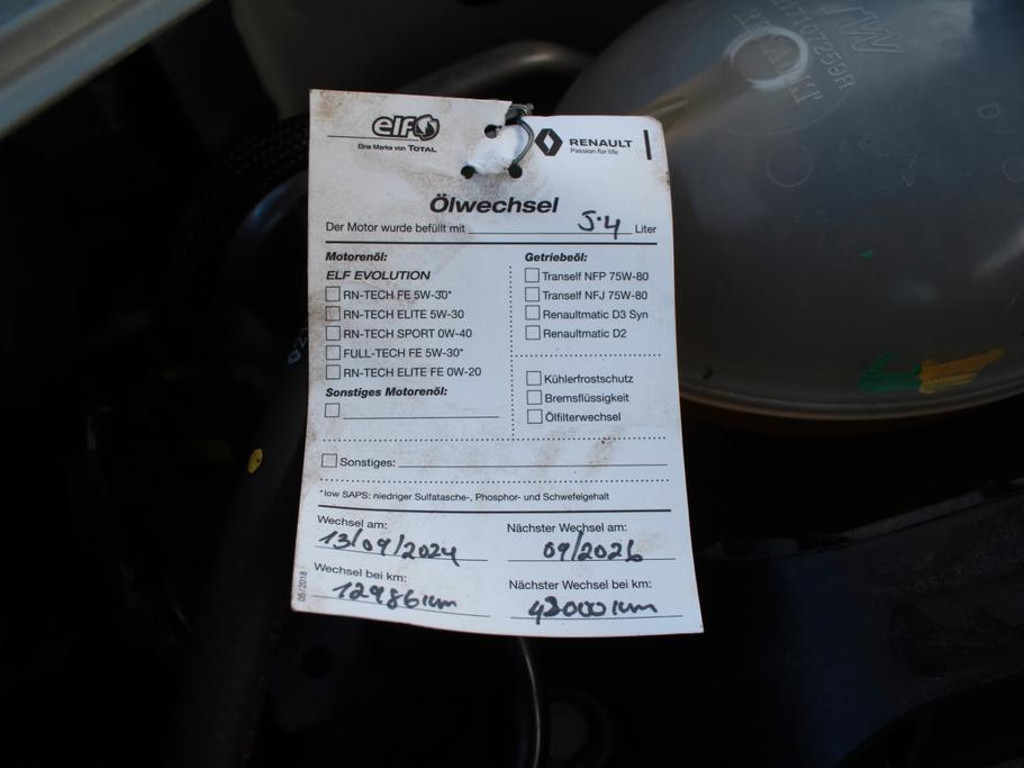 elf
Eine Marke von TOTAL
RENAULT
Passion for life
Ölwechsel
Der Motor wurde befüllt mit 5.4 Liter
Motorenöl:
ELF EVOLUTION
RN-TECH FE 5W-30*
RN-TECH ELITE 5W-30
RN-TECH SPORT 0W-40
FULL-TECH FE 5W-30*
RN-TECH ELITE FE 0W-20
Sonstiges Motorenöl:
Getriebeöl:
Tranself NFP 75W-80
Tranself NFJ 75W-80
Renaultmatic D3 Syn
Renaultmatic D2
Kühlerfrostschutz
Bremsflüssigkeit
Ölfilterwechsel
Sonstiges:
*low SAPS: niedriger Sulfatasche-, Phosphor- und Schwefelgehalt
Wechsel am:
13/09/2024
Nächster Wechsel am:
09/2026
Wechsel bei km:
12986 km
Nächster Wechsel bei km:
42000 km
05/2018